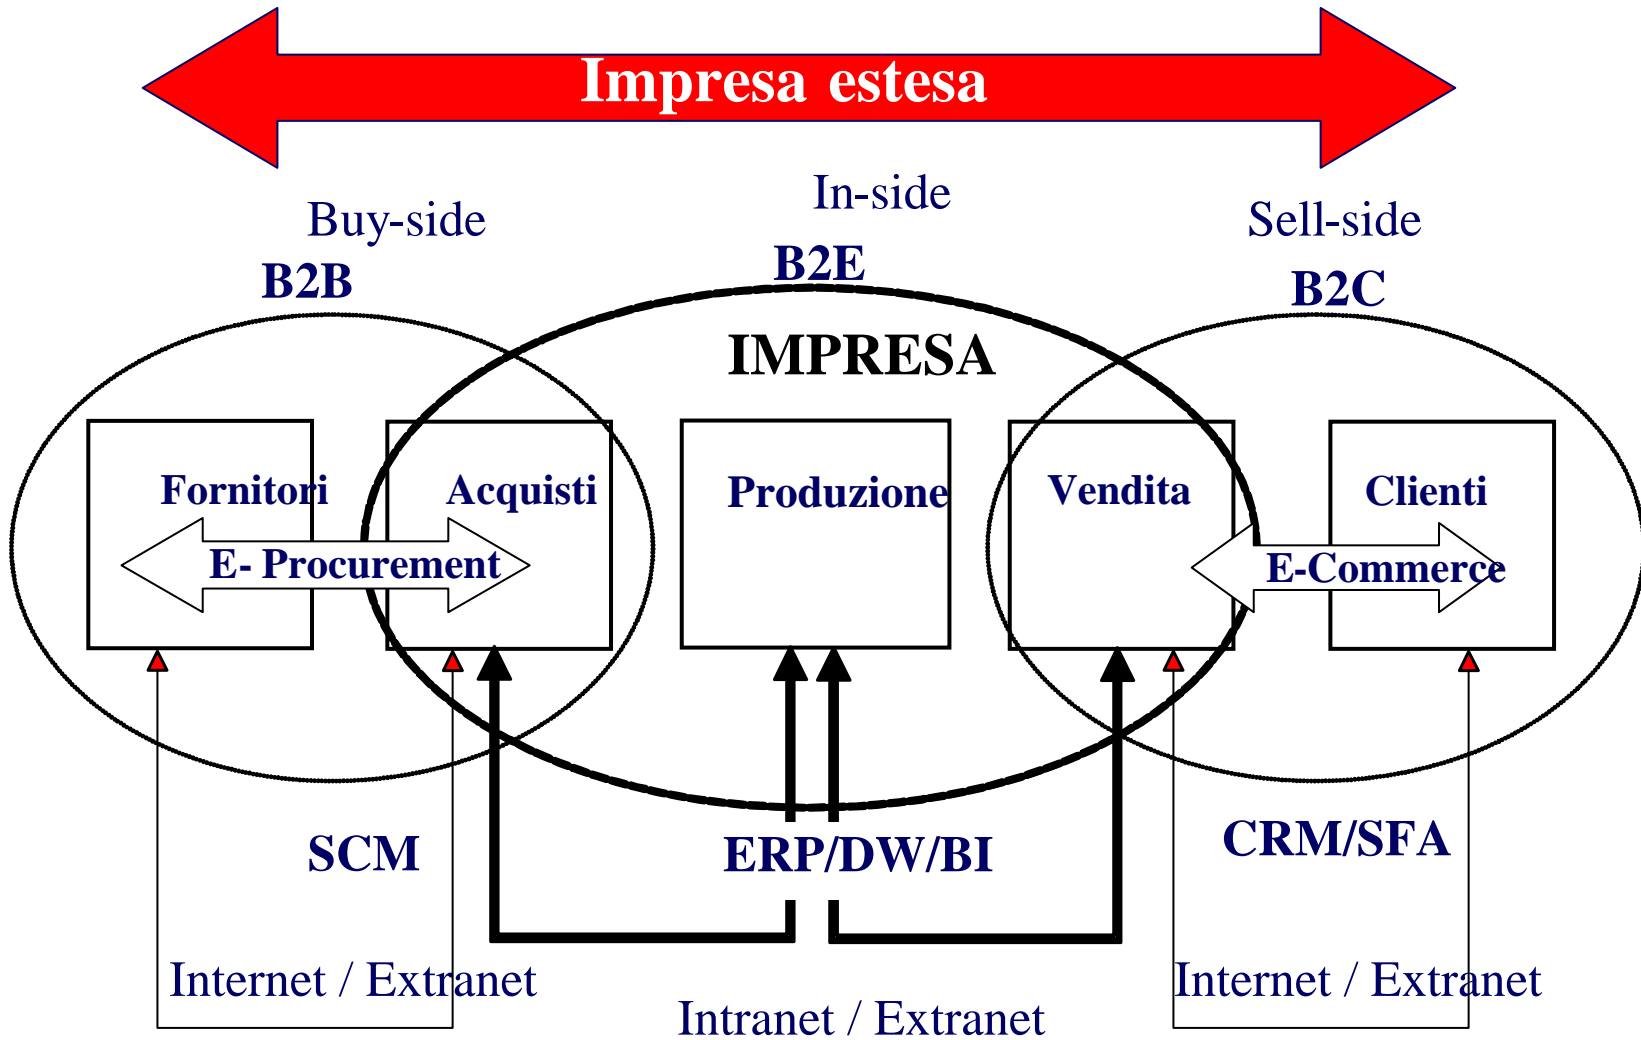 Impresa estesa
Buy-side
In-side
Sell-side
B2B
B2E
B2C
IMPRESA
Fornitori
Acquisti
Produzione
Vendita
Clienti
E- Procurement
E-Commerce
SCM
ERP/DW/BI
CRM/SFA
Internet / Extranet
Intranet / Extranet
Internet / Extranet